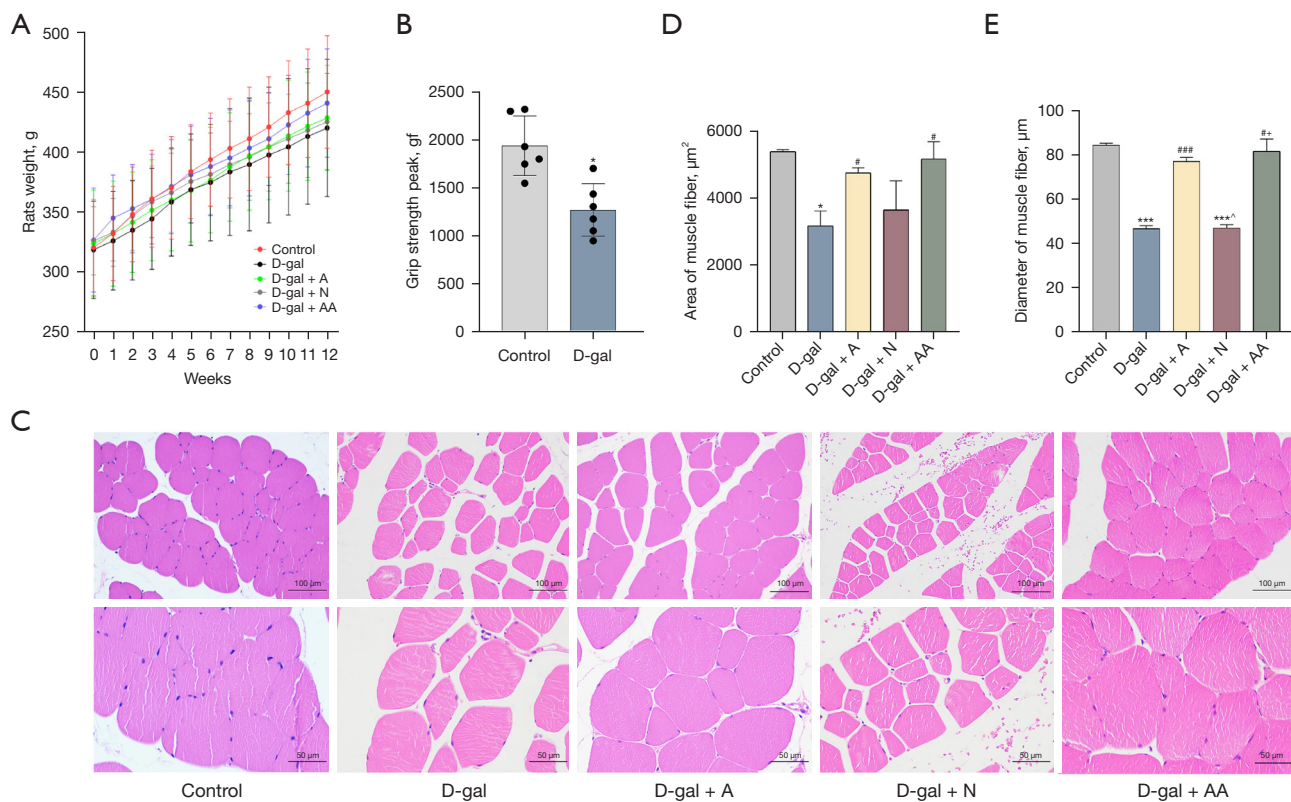 A
500
450
400
350
300
250
Rats weight, g
Control
D-gal
D-gal + A
D-gal + N
D-gal + AA
0 1 2 3 4 5 6 7 8 9 10 11 12
Weeks
B
2500
2000
1500
1000
500
0
Grip strength peak, gf
*
Control
D-gal
D
6000
4000
2000
0
Area of muscle fiber, µm²
*
#
#
Control
D-gal
D-gal + A
D-gal + N
D-gal + AA
E
100
80
60
40
20
0
Diameter of muscle fiber, µm
***
###
***^
#+
Control
D-gal
D-gal + A
D-gal + N
D-gal + AA
C
100 µm
100 µm
100 µm
100 µm
100 µm
50 µm
50 µm
50 µm
50 µm
50 µm
Control
D-gal
D-gal + A
D-gal + N
D-gal + AA